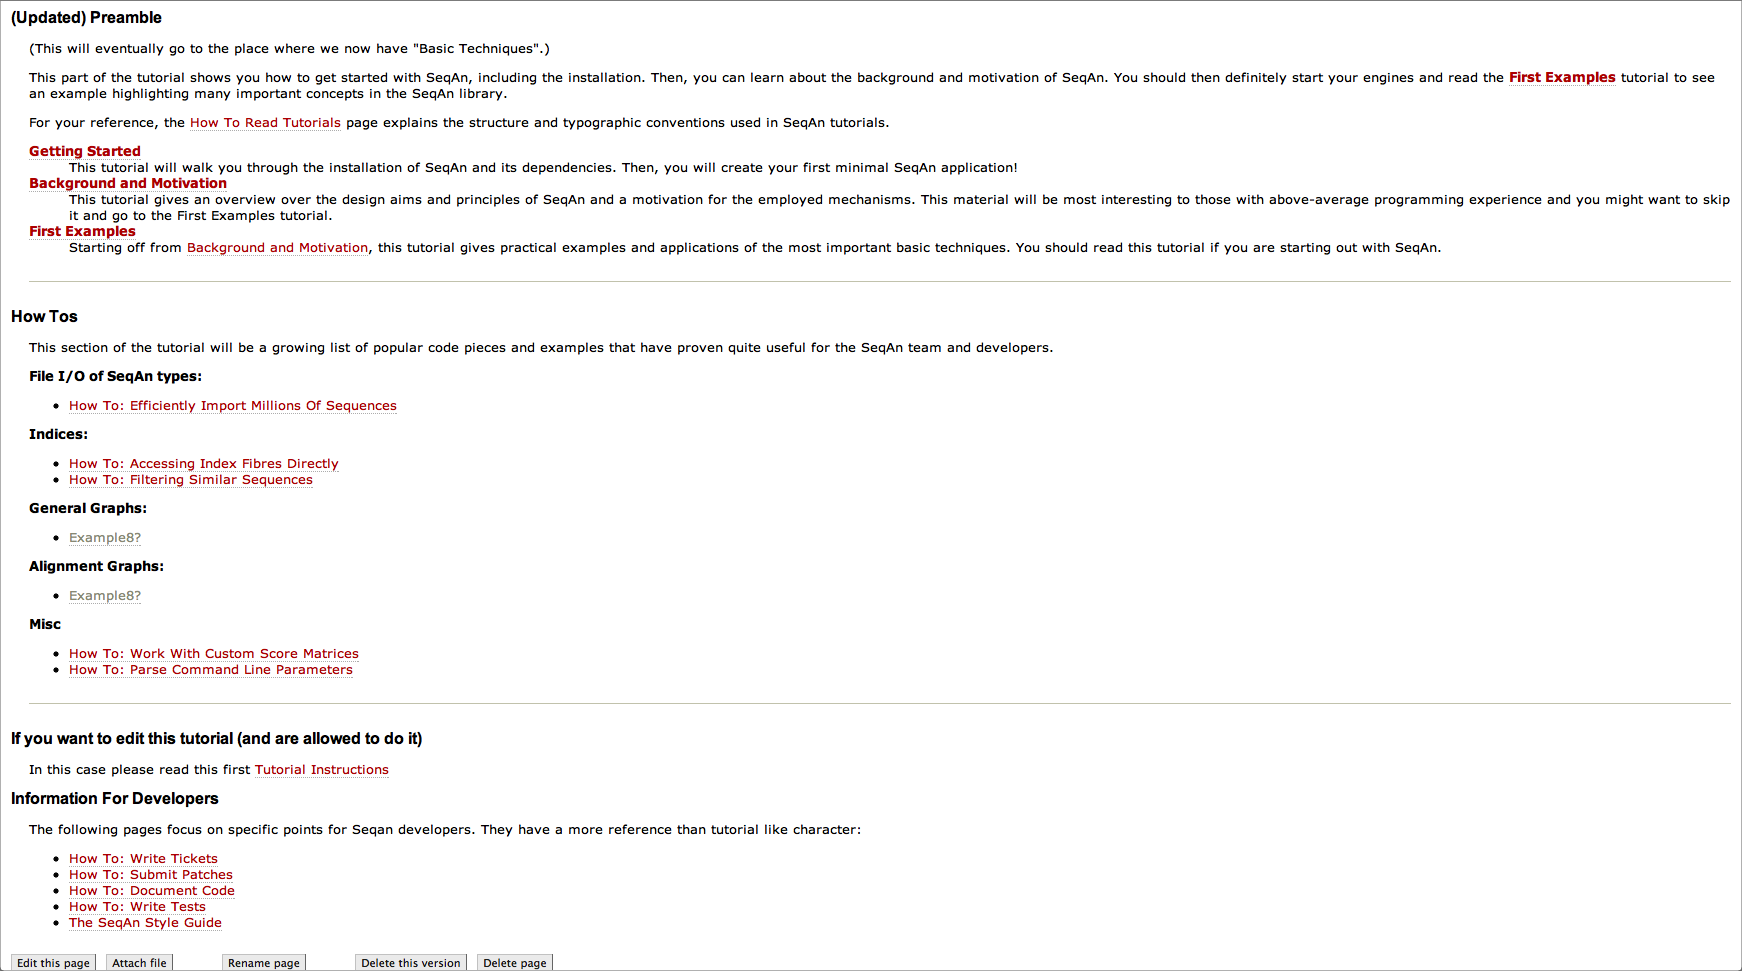 (Updated) Preamble
(This will eventually go to the place where we now have "Basic Techniques".)
This part of the tutorial shows you how to get started with SeqAn, including the installation. Then, you can learn about the background and motivation of SeqAn. You should then definitely start your engines and read the First Examples tutorial to see
an example highlighting many important concepts in the SeqAn library.
For your reference, the How To Read Tutorials page explains the structure and typographic conventions used in SeqAn tutorials.
Getting Started
This tutorial will walk you through the installation of SeqAn and its dependencies. Then, you will create your first minimal SeqAn application!
Background and Motivation
This tutorial gives an overview over the design aims and principles of SeqAn and a motivation for the employed mechanisms. This material will be most interesting to those with above-average programming experience and you might want to skip
it and go to the First Examples tutorial.
First Examples
Starting off from Background and Motivation, this tutorial gives practical examples and applications of the most important basic techniques. You should read this tutorial if you are starting out with SeqAn.
How Tos
This section of the tutorial will be a growing list of popular code pieces and examples that have proven quite useful for the SeqAn team and developers.
File I/O of SeqAn types:
• How To: Efficiently Import Millions Of Sequences
Indices:
• How To: Accessing Index Fibres Directly
• How To: Filtering Similar Sequences
General Graphs:
• Example8?
Alignment Graphs:
• Example8?
Misc
• How To: Work With Custom Score Matrices
• How To: Parse Command Line Parameters
If you want to edit this tutorial (and are allowed to do it)
In this case please read this first Tutorial Instructions
Information For Developers
The following pages focus on specific points for Seqan developers. They have a more reference than tutorial like character:
• How To: Write Tickets
• How To: Submit Patches
• How To: Document Code
• How To: Write Tests
• The SeqAn Style Guide
Edit this page Attach file Rename page Delete this version Delete page